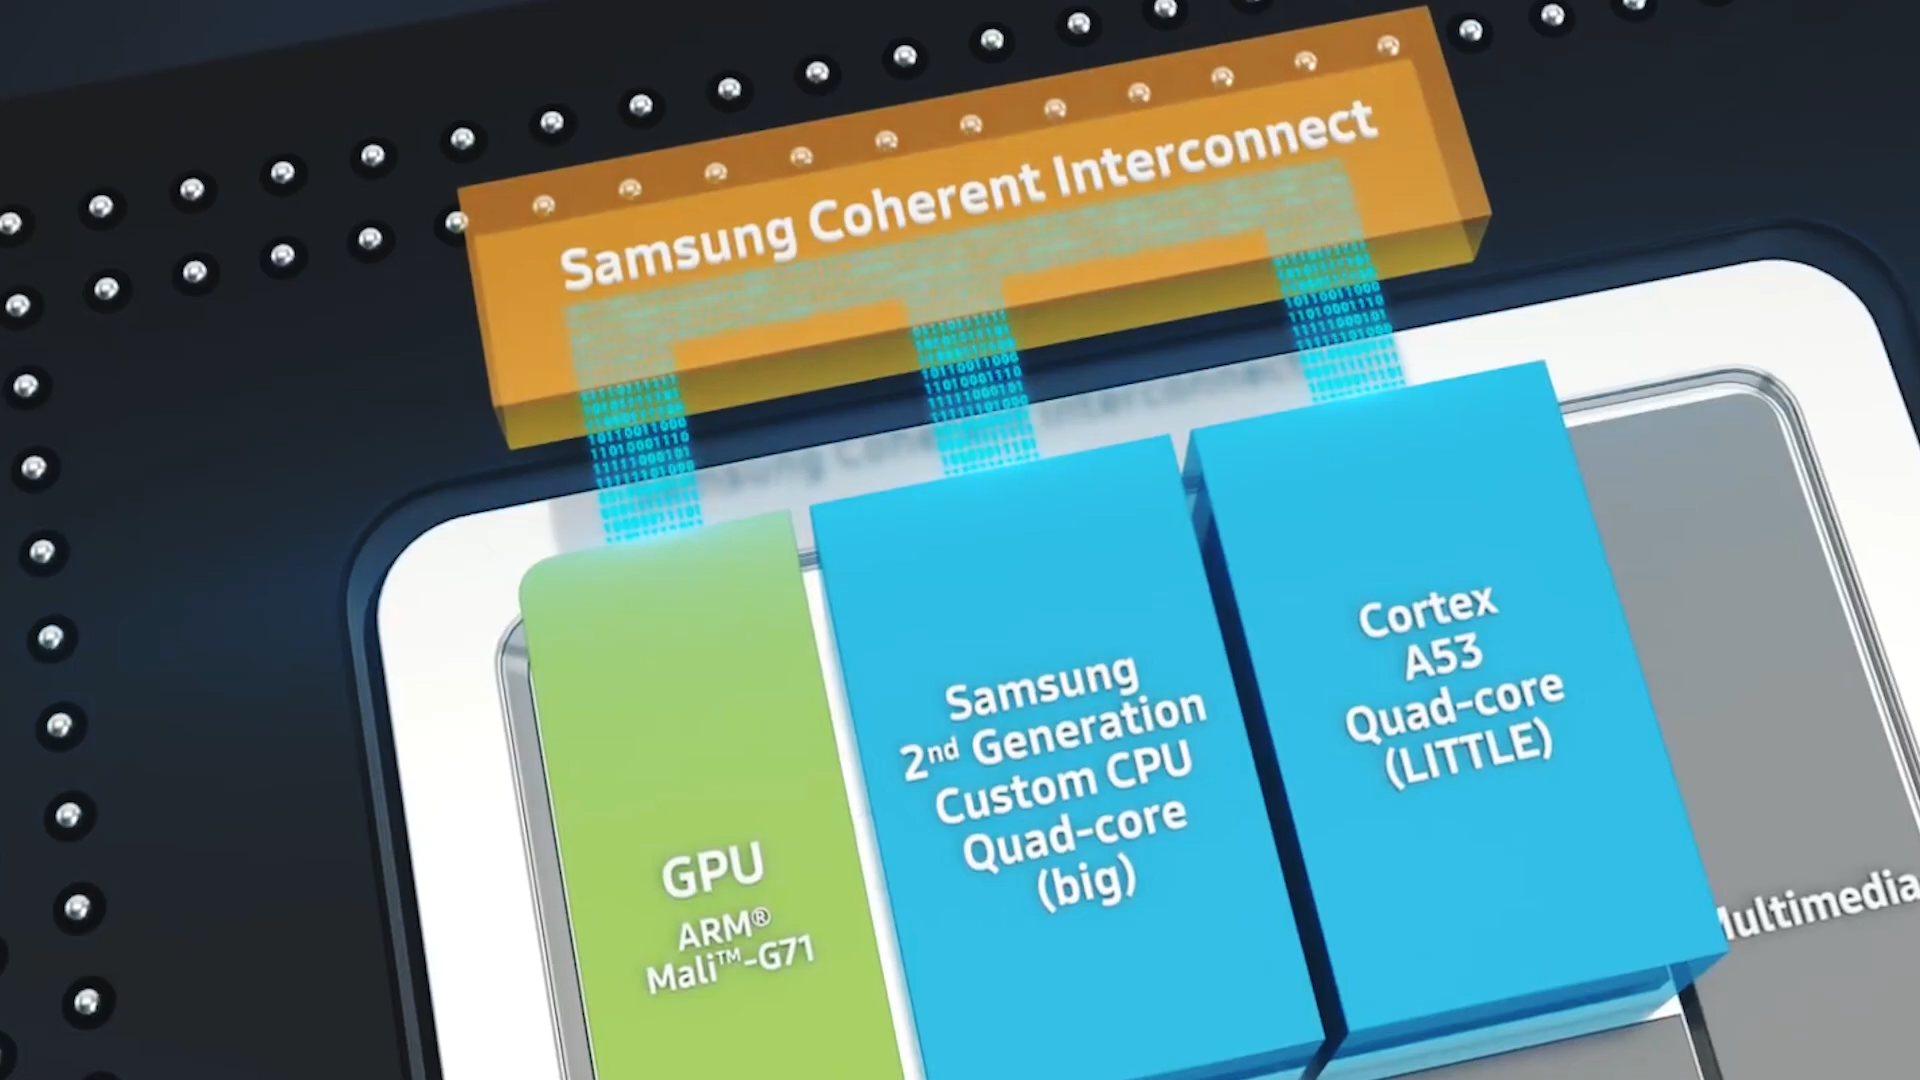 Samsung Coherent Interconnect
GPU
ARM®
Mali™-G71
Samsung
2nd Generation
Custom CPU
Quad-core
(big)
Cortex
A53
Quad-core
(LITTLE)
Multimedia